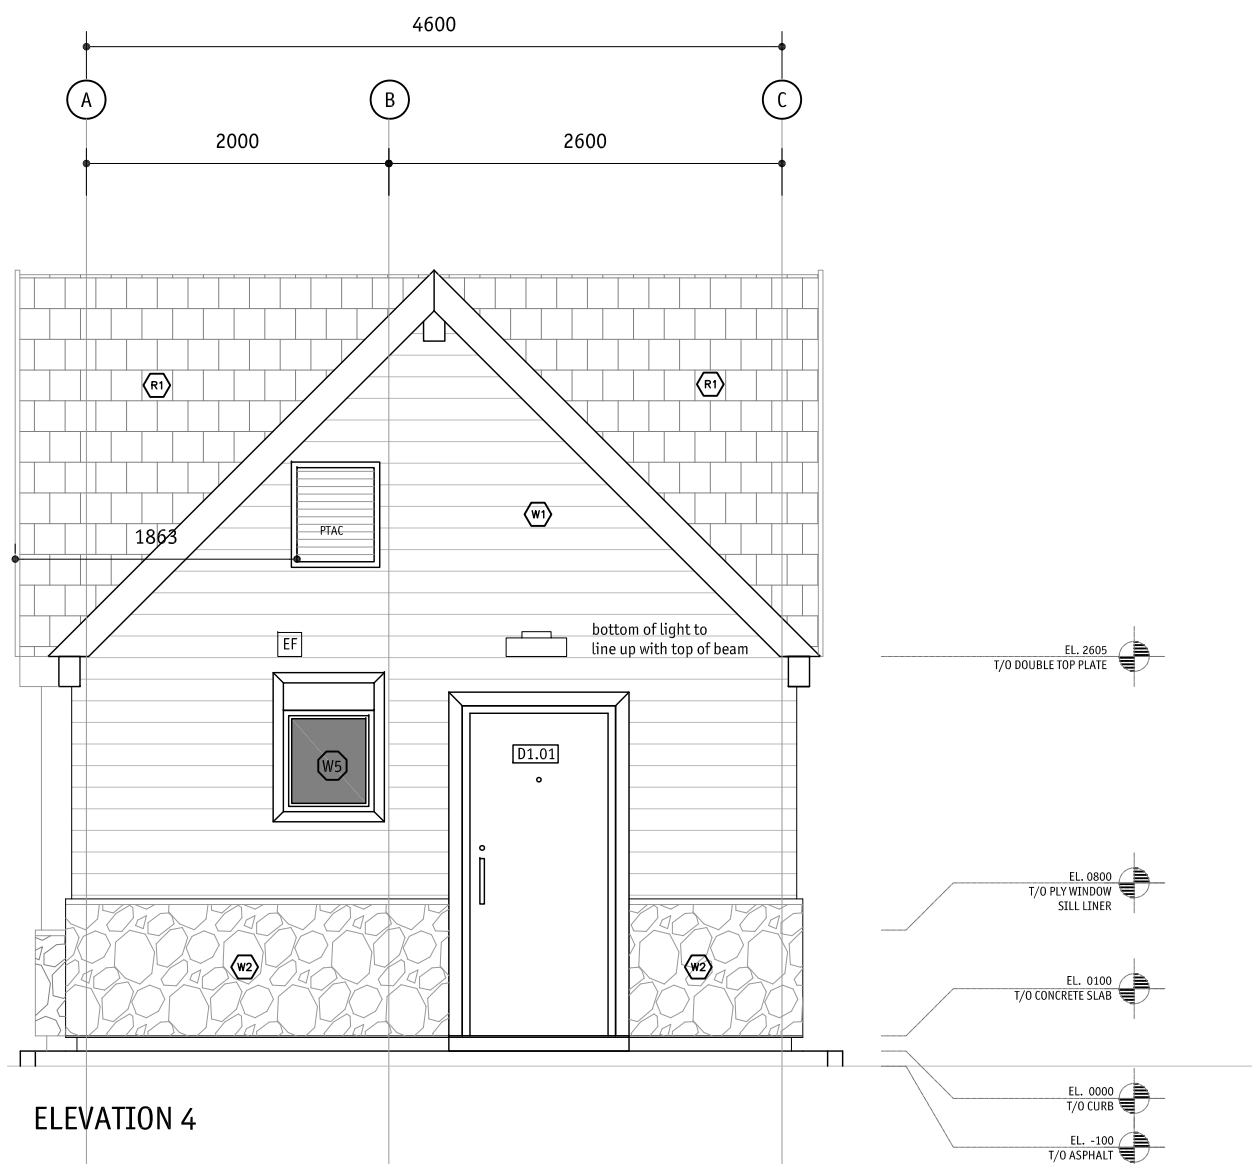 4600
A
B
C
2000
2600
R1
R1
W1
PTAC
1863
EF
bottom of light to
line up with top of beam
EL. 2605
T/O DOUBLE TOP PLATE
D1.01
W5
EL. 0800
T/O PLY WINDOW
SILL LINER
W2
W2
EL. 0100
T/O CONCRETE SLAB
EL. 0000
T/O CURB
ELEVATION 4
EL. -100
T/O ASPHALT